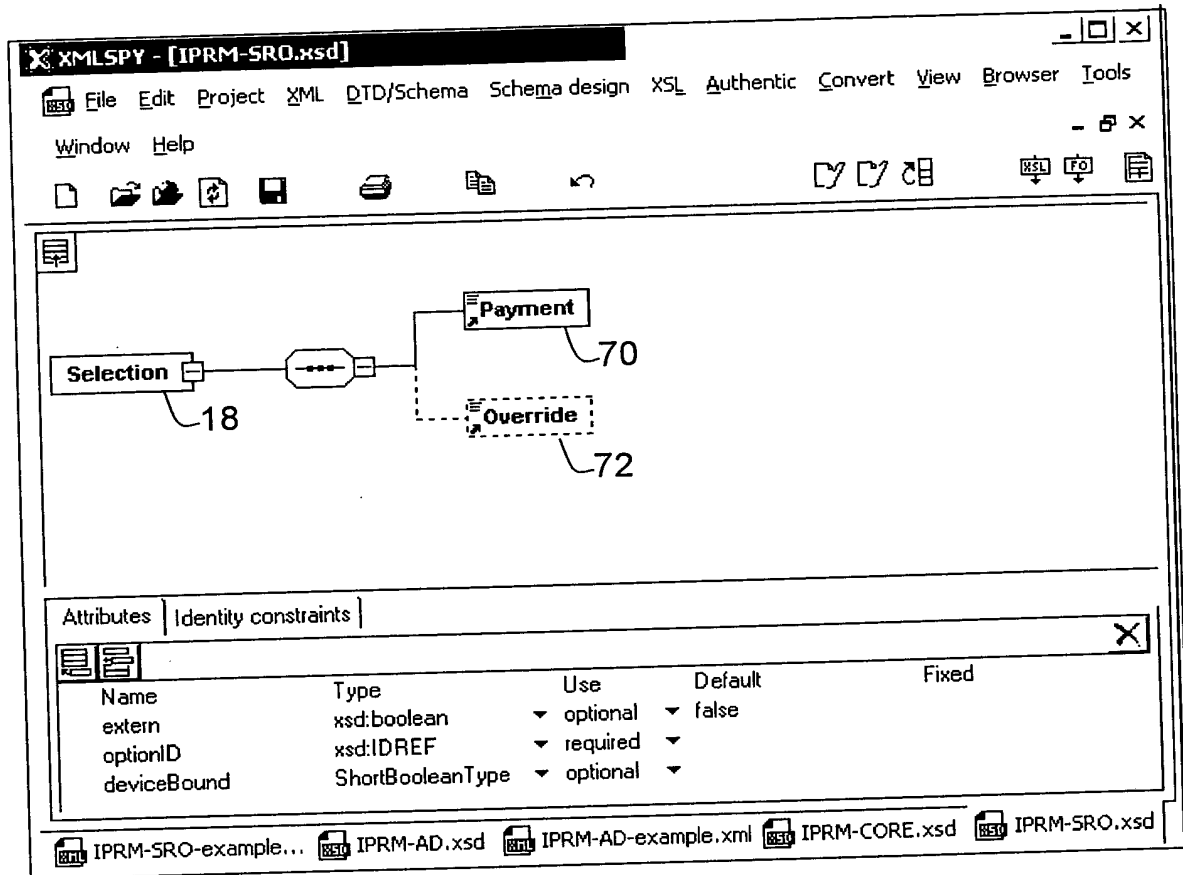 XMLSPY - [IPRM-SRO.xsd]
File Edit Project XML DTD/Schema Schema design XSL Authentic Convert View Browser Tools
Window Help
XSL FO
Payment
70
Selection
18
Override
72
Attributes Identity constraints
Name Type Use Default Fixed
extern xsd:boolean optional false
optionID xsd:IDREF required
deviceBound ShortBooleanType optional
IPRM-SRO-example... IPRM-AD.xsd IPRM-AD-example.xml IPRM-CORE.xsd IPRM-SRO.xsd